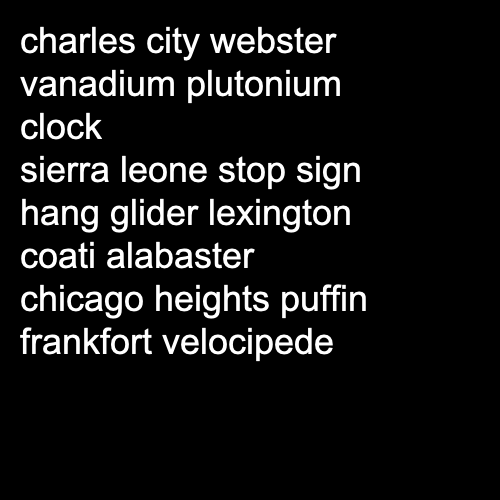 charles city webster
vanadium plutonium
clock
sierra leone stop sign
hang glider lexington
coati alabaster
chicago heights puffin
frankfort velocipede